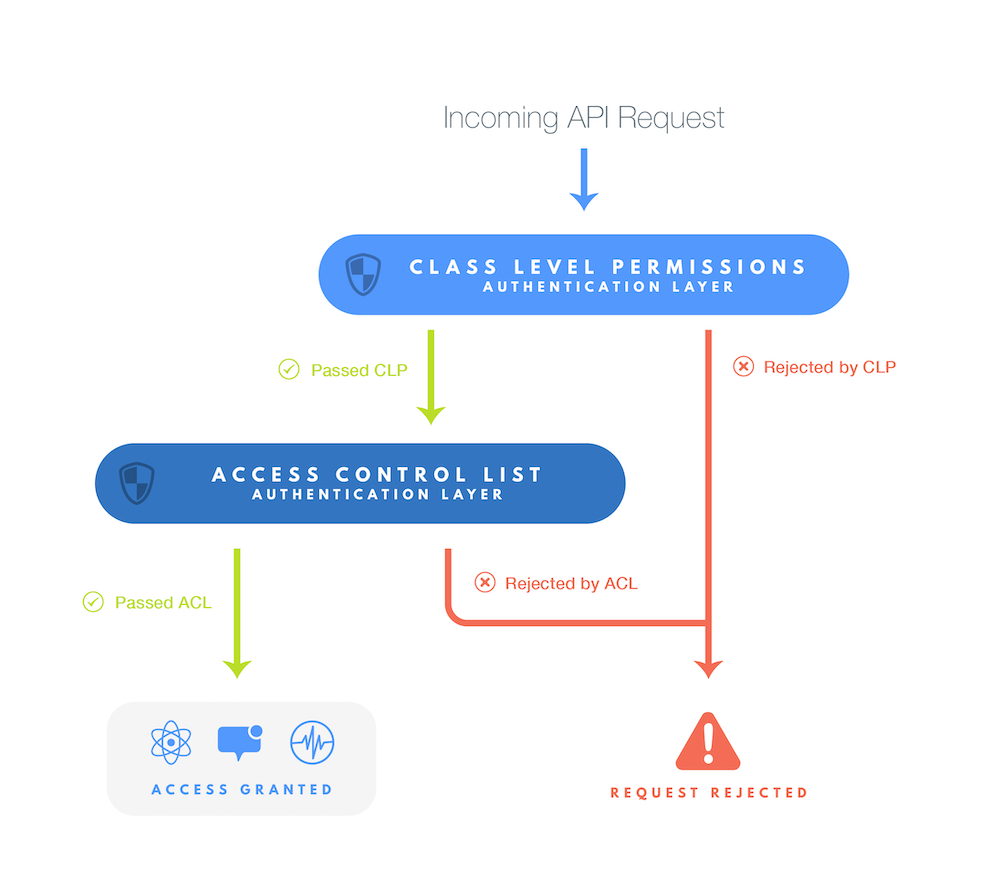 Incoming API Request
CLASS LEVEL PERMISSIONS
AUTHENTICATION LAYER
Passed CLP
Rejected by CLP
ACCESS CONTROL LIST
AUTHENTICATION LAYER
Passed ACL
Rejected by ACL
ACCESS GRANTED
REQUEST REJECTED